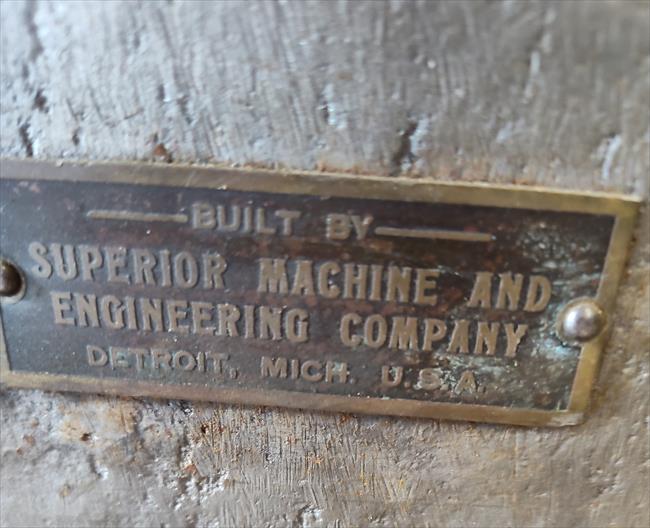 BUILT BY
SUPERIOR MACHINE AND
ENGINEERING COMPANY
DETROIT, MICH. U.S.A.